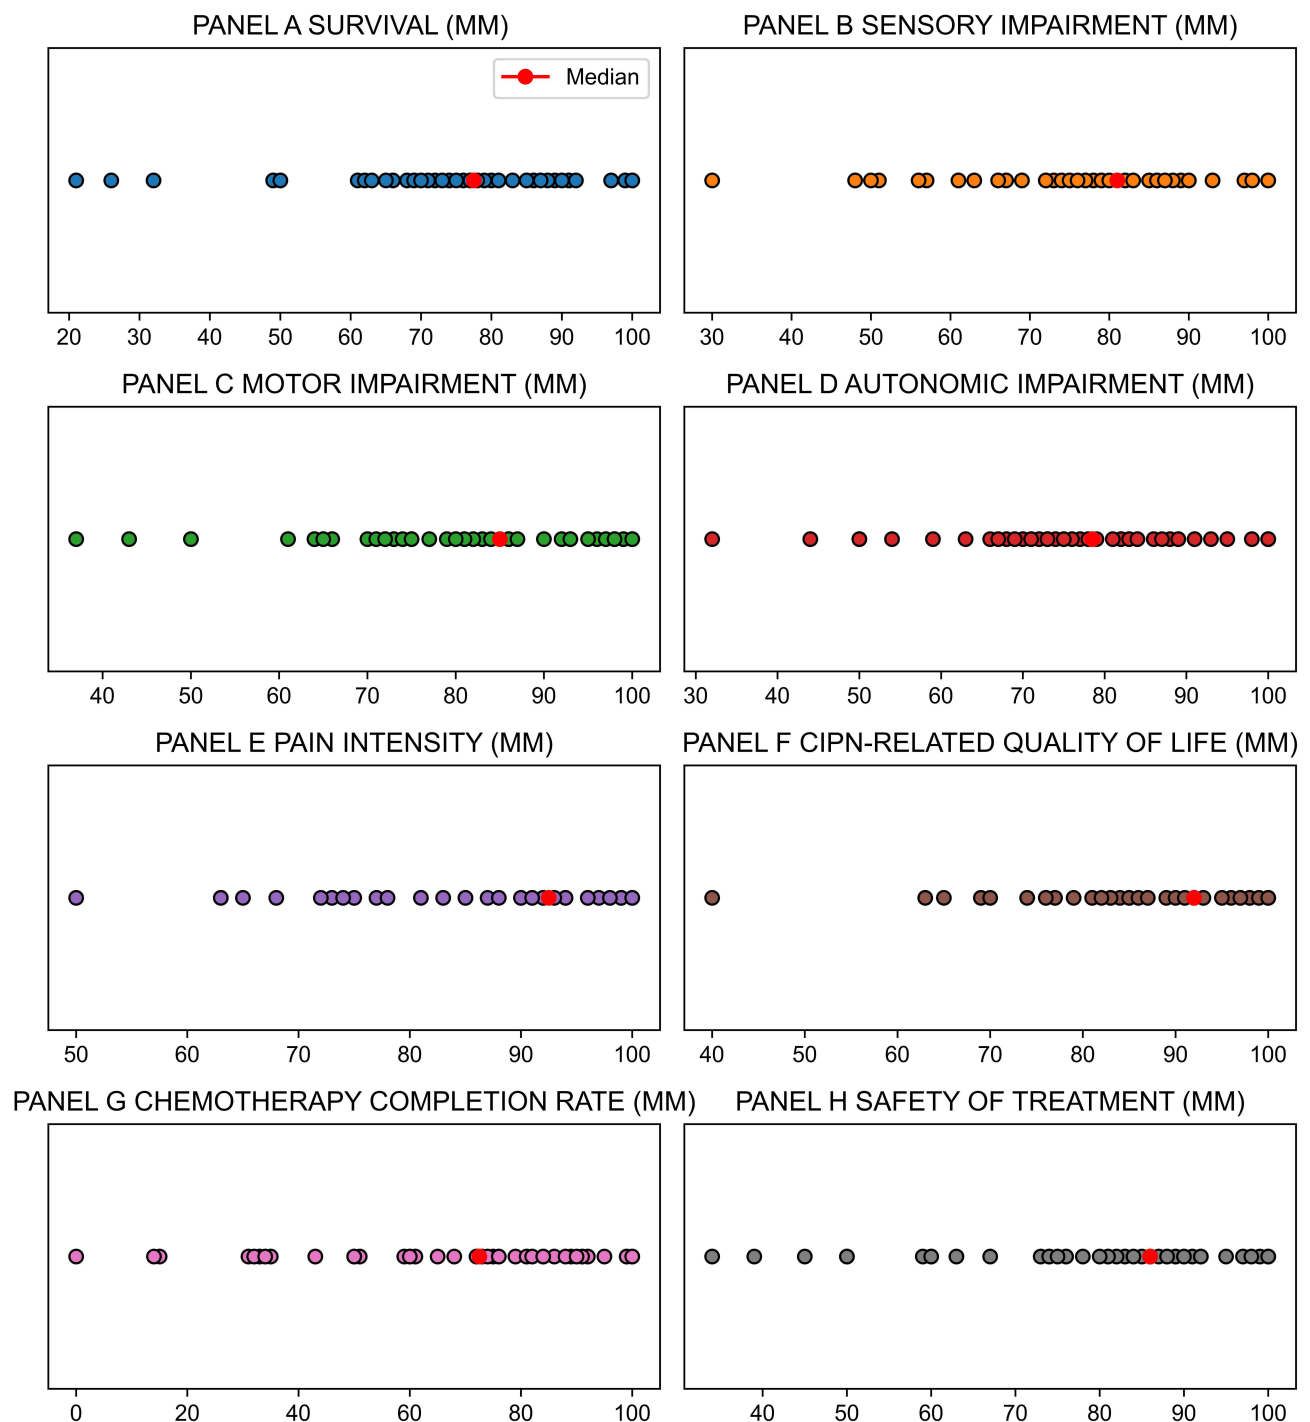 PANEL A SURVIVAL (MM)
Median
20 30 40 50 60 70 80 90 100
PANEL B SENSORY IMPAIRMENT (MM)
30 40 50 60 70 80 90 100
PANEL C MOTOR IMPAIRMENT (MM)
40 50 60 70 80 90 100
PANEL D AUTONOMIC IMPAIRMENT (MM)
30 40 50 60 70 80 90 100
PANEL E PAIN INTENSITY (MM)
50 60 70 80 90 100
PANEL F CIPN-RELATED QUALITY OF LIFE (MM)
40 50 60 70 80 90 100
PANEL G CHEMOTHERAPY COMPLETION RATE (MM)
0 20 40 60 80 100
PANEL H SAFETY OF TREATMENT (MM)
40 50 60 70 80 90 100